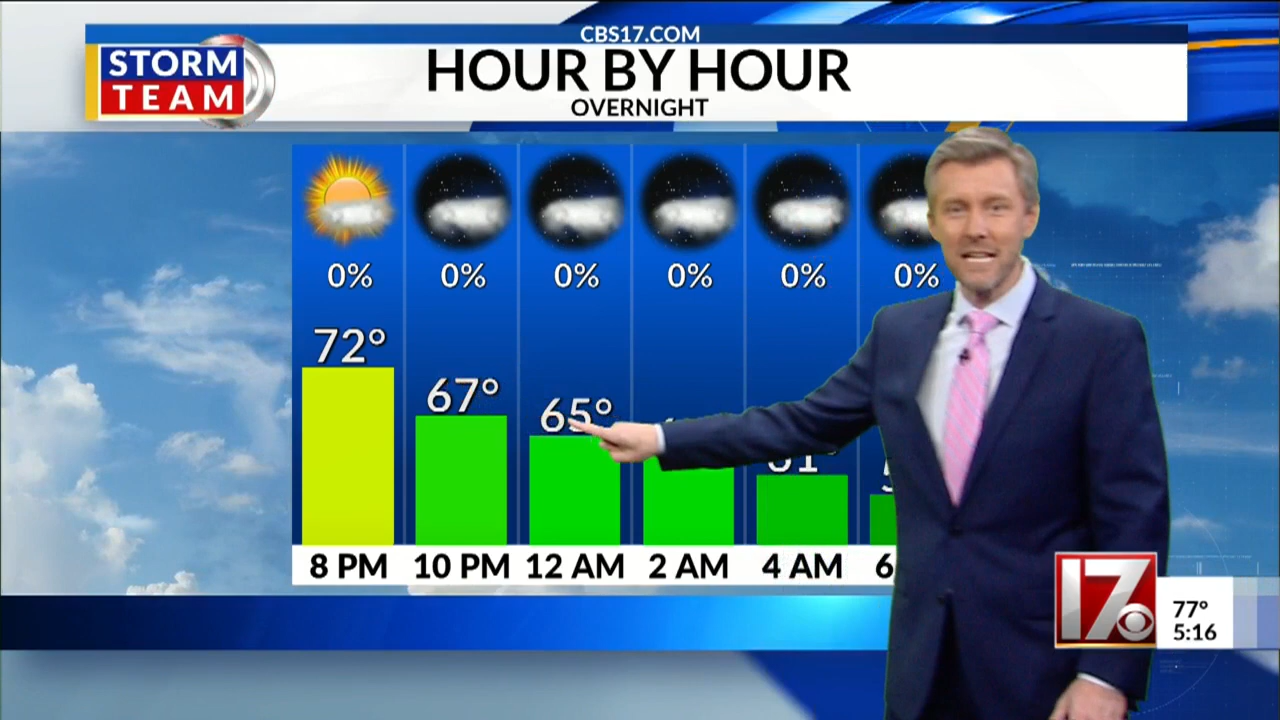 CBS17.COM
STORM
TEAM
HOUR BY HOUR
OVERNIGHT
0% 0% 0% 0% 0% 0%
72° 67° 65°
8 PM 10 PM 12 AM 2 AM 4 AM 6
17
77°
5:16